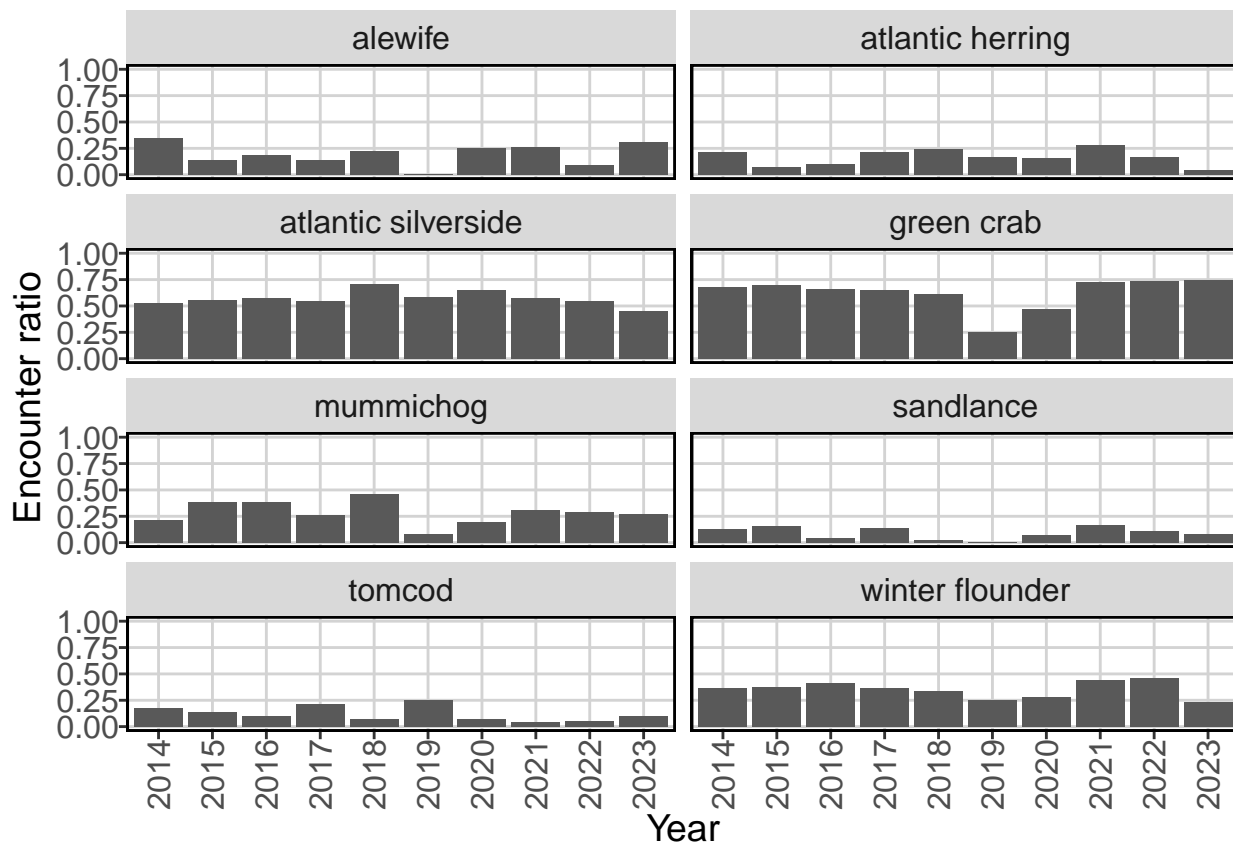 alewife
atlantic herring
1.00
0.75
0.50
0.25
0.00
atlantic silverside
green crab
1.00
0.75
0.50
0.25
0.00
mummichog
sandlance
1.00
0.75
0.50
0.25
0.00
tomcod
winter flounder
1.00
0.75
0.50
0.25
0.00
Encounter ratio
2014 2015 2016 2017 2018 2019 2020 2021 2022 2023
2014 2015 2016 2017 2018 2019 2020 2021 2022 2023
Year